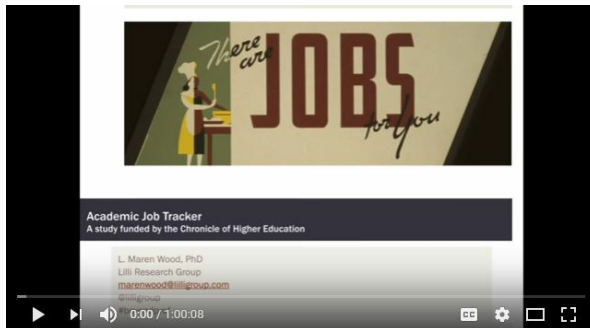 There
are
JOBS
for You
Academic Job Tracker
A study funded by the Chronicle of Higher Education
L. Maren Wood, PhD
Lilli Research Group
marenwood@lilligroup.com
@lilligroup
0:00 / 1:00:08
CC